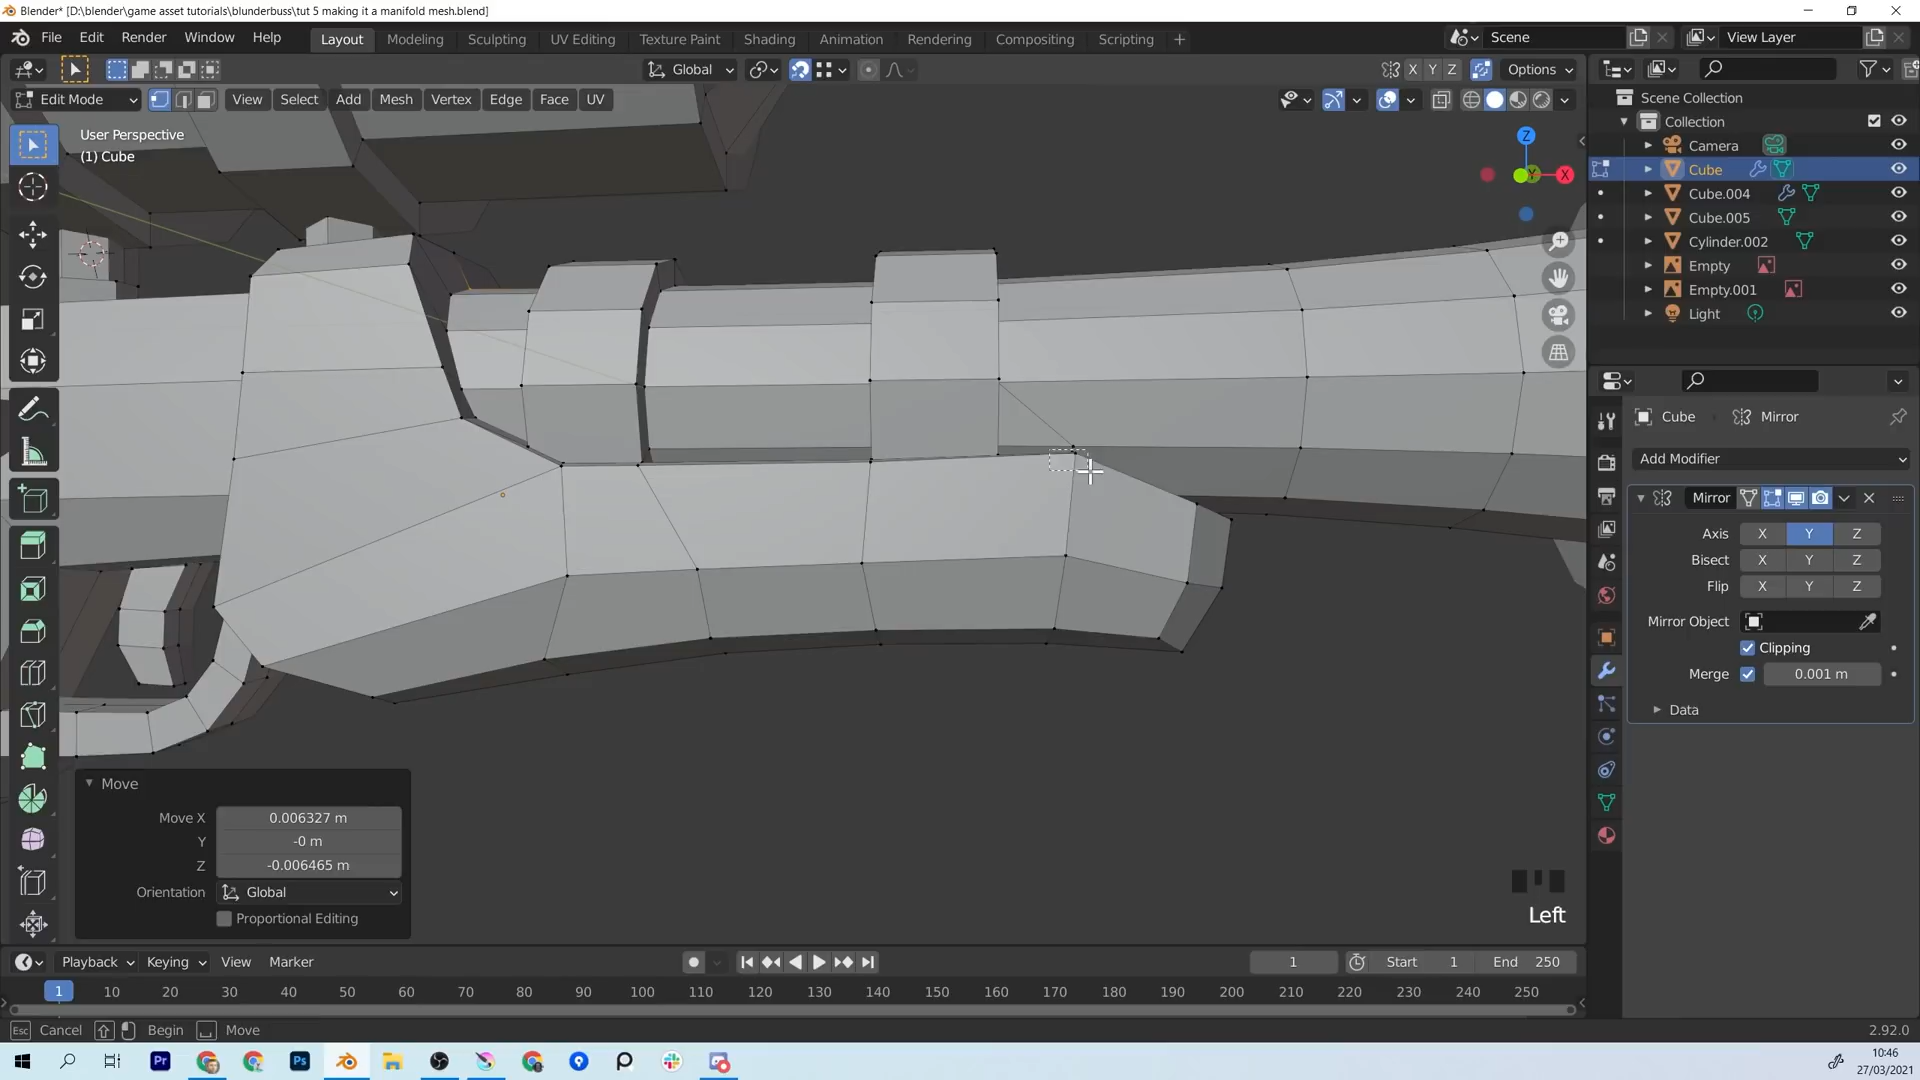 Blender* [D:\blender\game asset tutorials\blunderbuss\tut 5 making it a manifold mesh.blend]
File Edit Render Window Help
Layout Modeling Sculpting UV Editing Texture Paint Shading Animation Rendering Compositing Scripting
Scene
View Layer
Global
X Y Z
Options
Edit Mode
View Select Add Mesh Vertex Edge Face UV
User Perspective
(1) Cube
Z
Y
X
Scene Collection
Collection
Camera
Cube
Cube.004
Cube.005
Cylinder.002
Empty
Empty.001
Light
Cube
Mirror
Add Modifier
Mirror
Axis X Y Z
Bisect X Y Z
Flip X Y Z
Mirror Object
Clipping
Merge 0.001 m
Data
Move
Move X 0.006327 m
Y -0 m
Z -0.006465 m
Orientation Global
Proportional Editing
Left
Playback Keying View Marker
1
Start 1
End 250
1 10 20 30 40 50 60 70 80 90 100 110 120 130 140 150 160 170 180 190 200 210 220 230 240 250
Esc Cancel Begin Move
2.92.0
Pr
Ps
10:46
27/03/2021